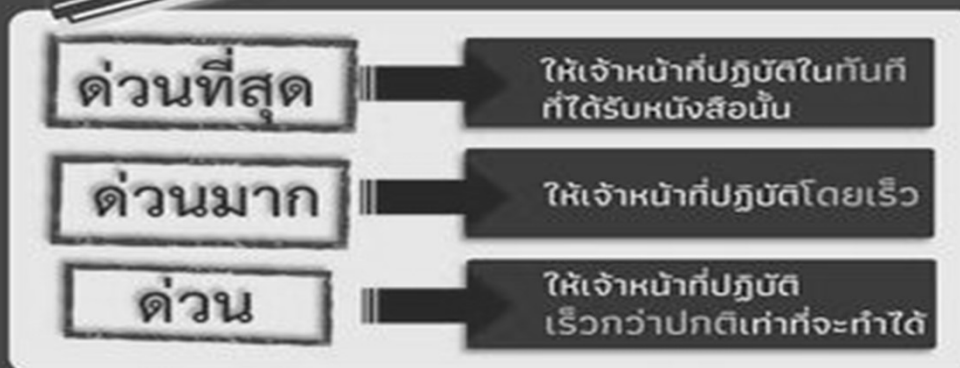 ด่วนที่สุด
ให้เจ้าหน้าที่ปฏิบัติในทันที
ที่ได้รับหนังสือนั้น
ด่วนมาก
ให้เจ้าหน้าที่ปฏิบัติโดยเร็ว
ด่วน
ให้เจ้าหน้าที่ปฏิบัติ
เร็วกว่าปกติเท่าที่จะทำได้